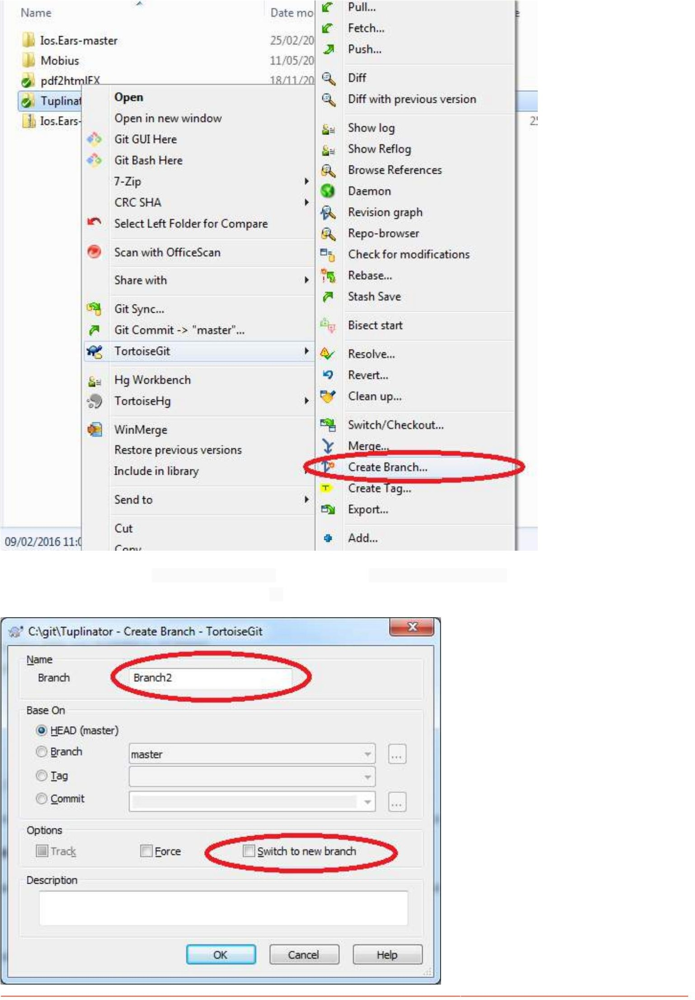 Name
Date mo
Ios.Ears-master
25/02/20
Mobius
11/05/20
pdf2htmlEX
18/11/20
Tuplinat
Ios.Ears-
25
09/02/2016 11:0
Open
Open in new window
Git GUI Here
Git Bash Here
7-Zip
CRC SHA
Select Left Folder for Compare
Scan with OfficeScan
Share with
Git Sync...
Git Commit -> "master"...
TortoiseGit
Hg Workbench
TortoiseHg
WinMerge
Restore previous versions
Include in library
Send to
Cut
Copy
Pull...
Fetch...
Push...
Diff
Diff with previous version
Show log
Show Reflog
Browse References
Daemon
Revision graph
Repo-browser
Check for modifications
Rebase...
Stash Save
Bisect start
Resolve...
Revert...
Clean up...
Switch/Checkout...
Merge...
Create Branch...
Create Tag...
Export...
Add...
C:\git\Tuplinator - Create Branch - TortoiseGit
Name
Branch
Branch2
Base On
HEAD (master)
Branch
master
...
Tag
Commit
...
Options
Track
Force
Switch to new branch
Description
OK
Cancel
Help